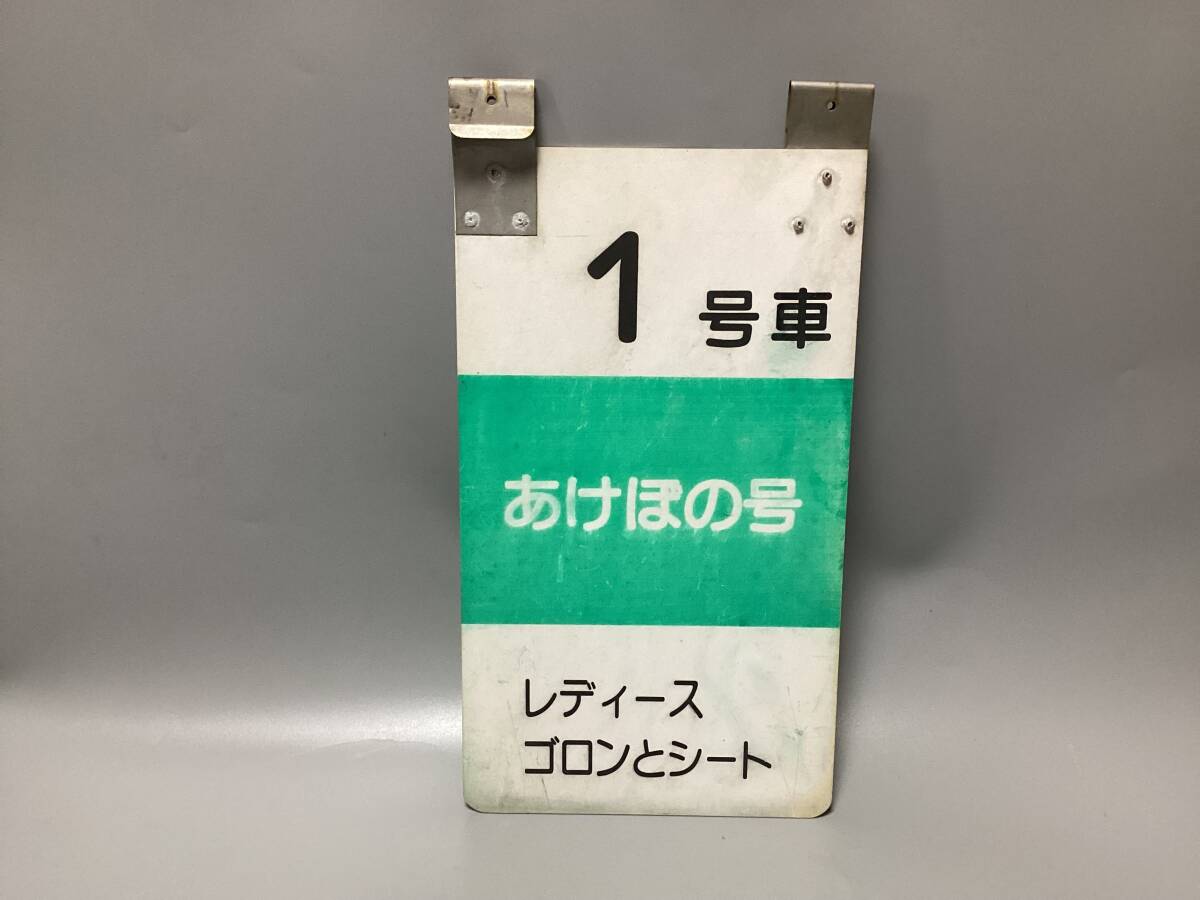 1 号車
あけぼの号
レディース
ゴロンとシート